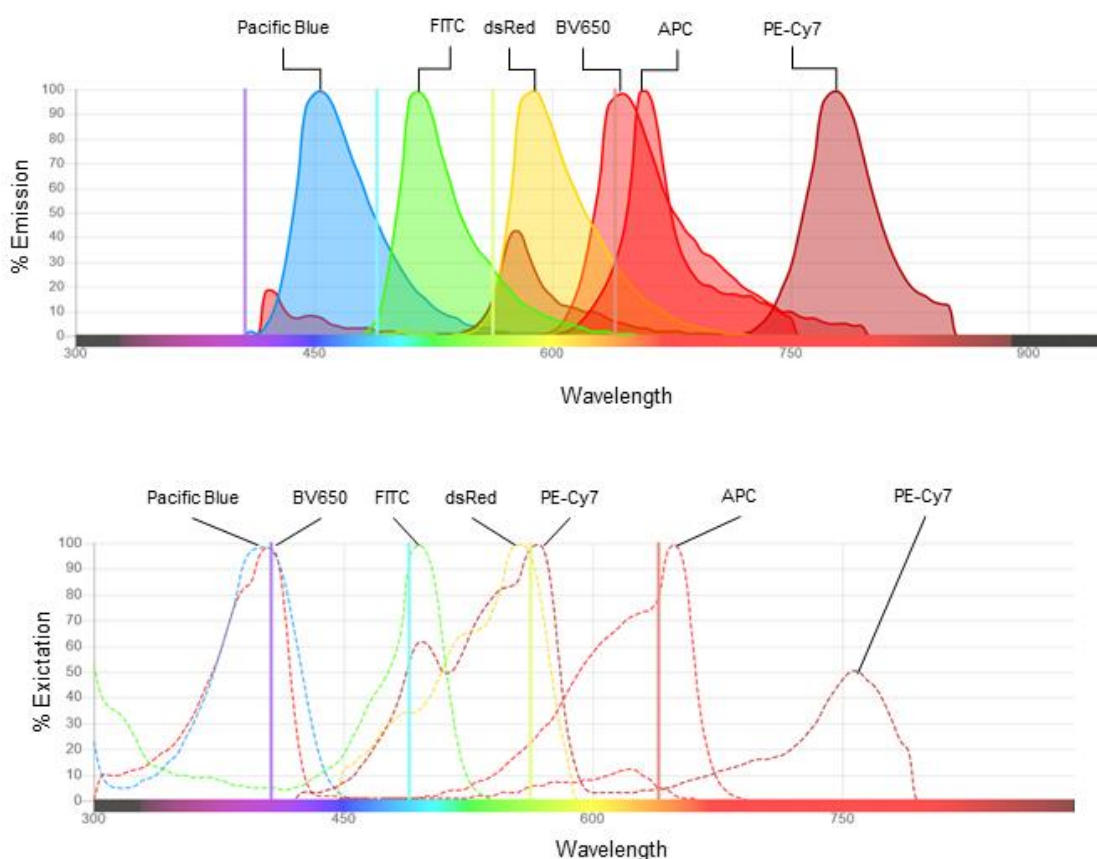 Pacific Blue FITC dsRed BV650 APC PE-Cy7
100
90
80
70
60
50
40
30
20
10
0
% Emission
300 450 600 750 900
Wavelength
Pacific Blue BV650 FITC dsRed PE-Cy7 APC PE-Cy7
100
90
80
70
60
50
40
30
20
10
0
% Exictation
300 450 600 750
Wavelength